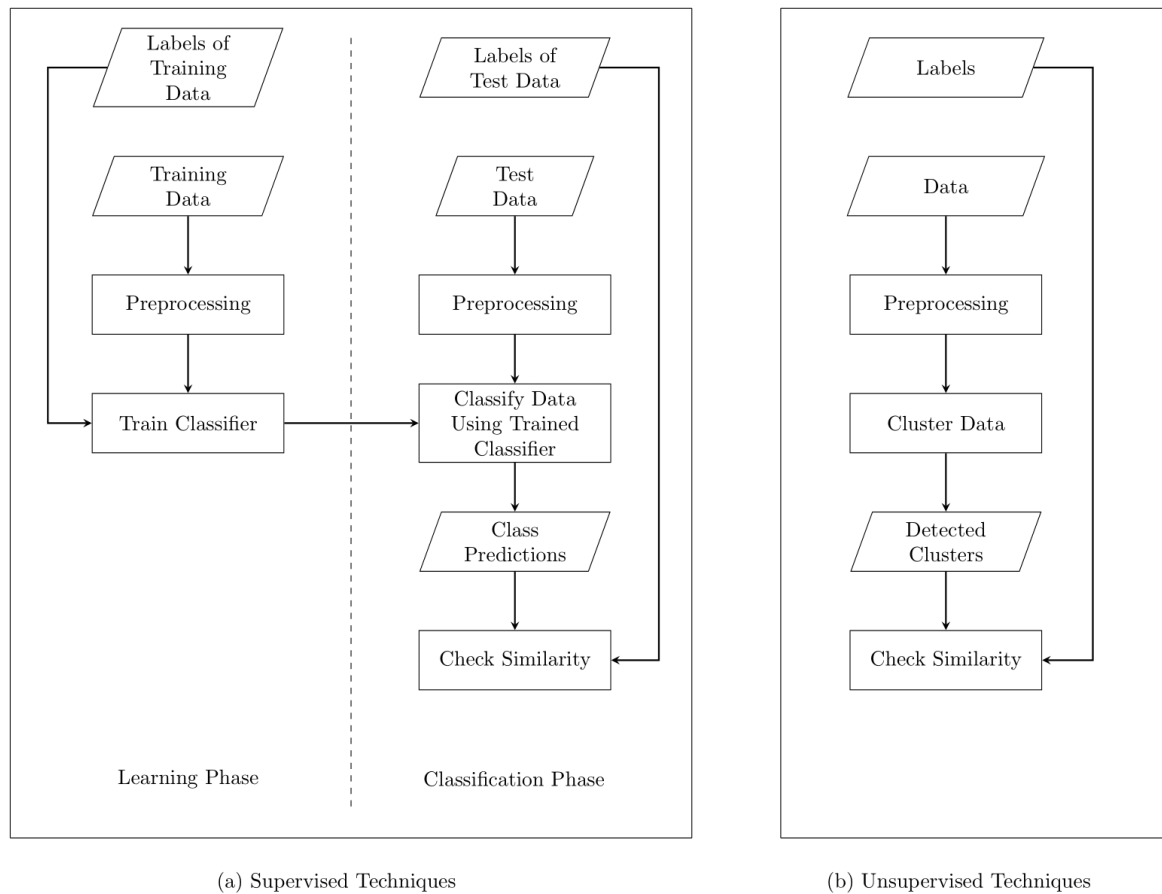 Labels of
Training
Data
Training
Data
Preprocessing
Train Classifier
Learning Phase
Labels of
Test Data
Test
Data
Preprocessing
Classify Data
Using Trained
Classifier
Class
Predictions
Check Similarity
Classification Phase
(a) Supervised Techniques
Labels
Data
Preprocessing
Cluster Data
Detected
Clusters
Check Similarity
(b) Unsupervised Techniques